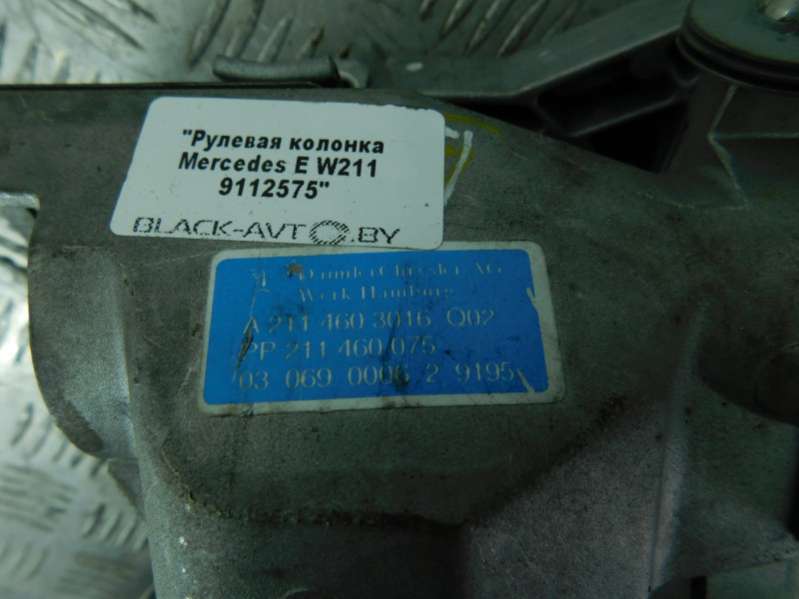 "Рулевая колонка
Mercedes E W211
9112575"
BLACK-AVTO.BY
DaimlerChrysler AG
Werk Hamburg
A 211 460 3016 Q02
PP 211 460 075
03 069 0006 2 9195